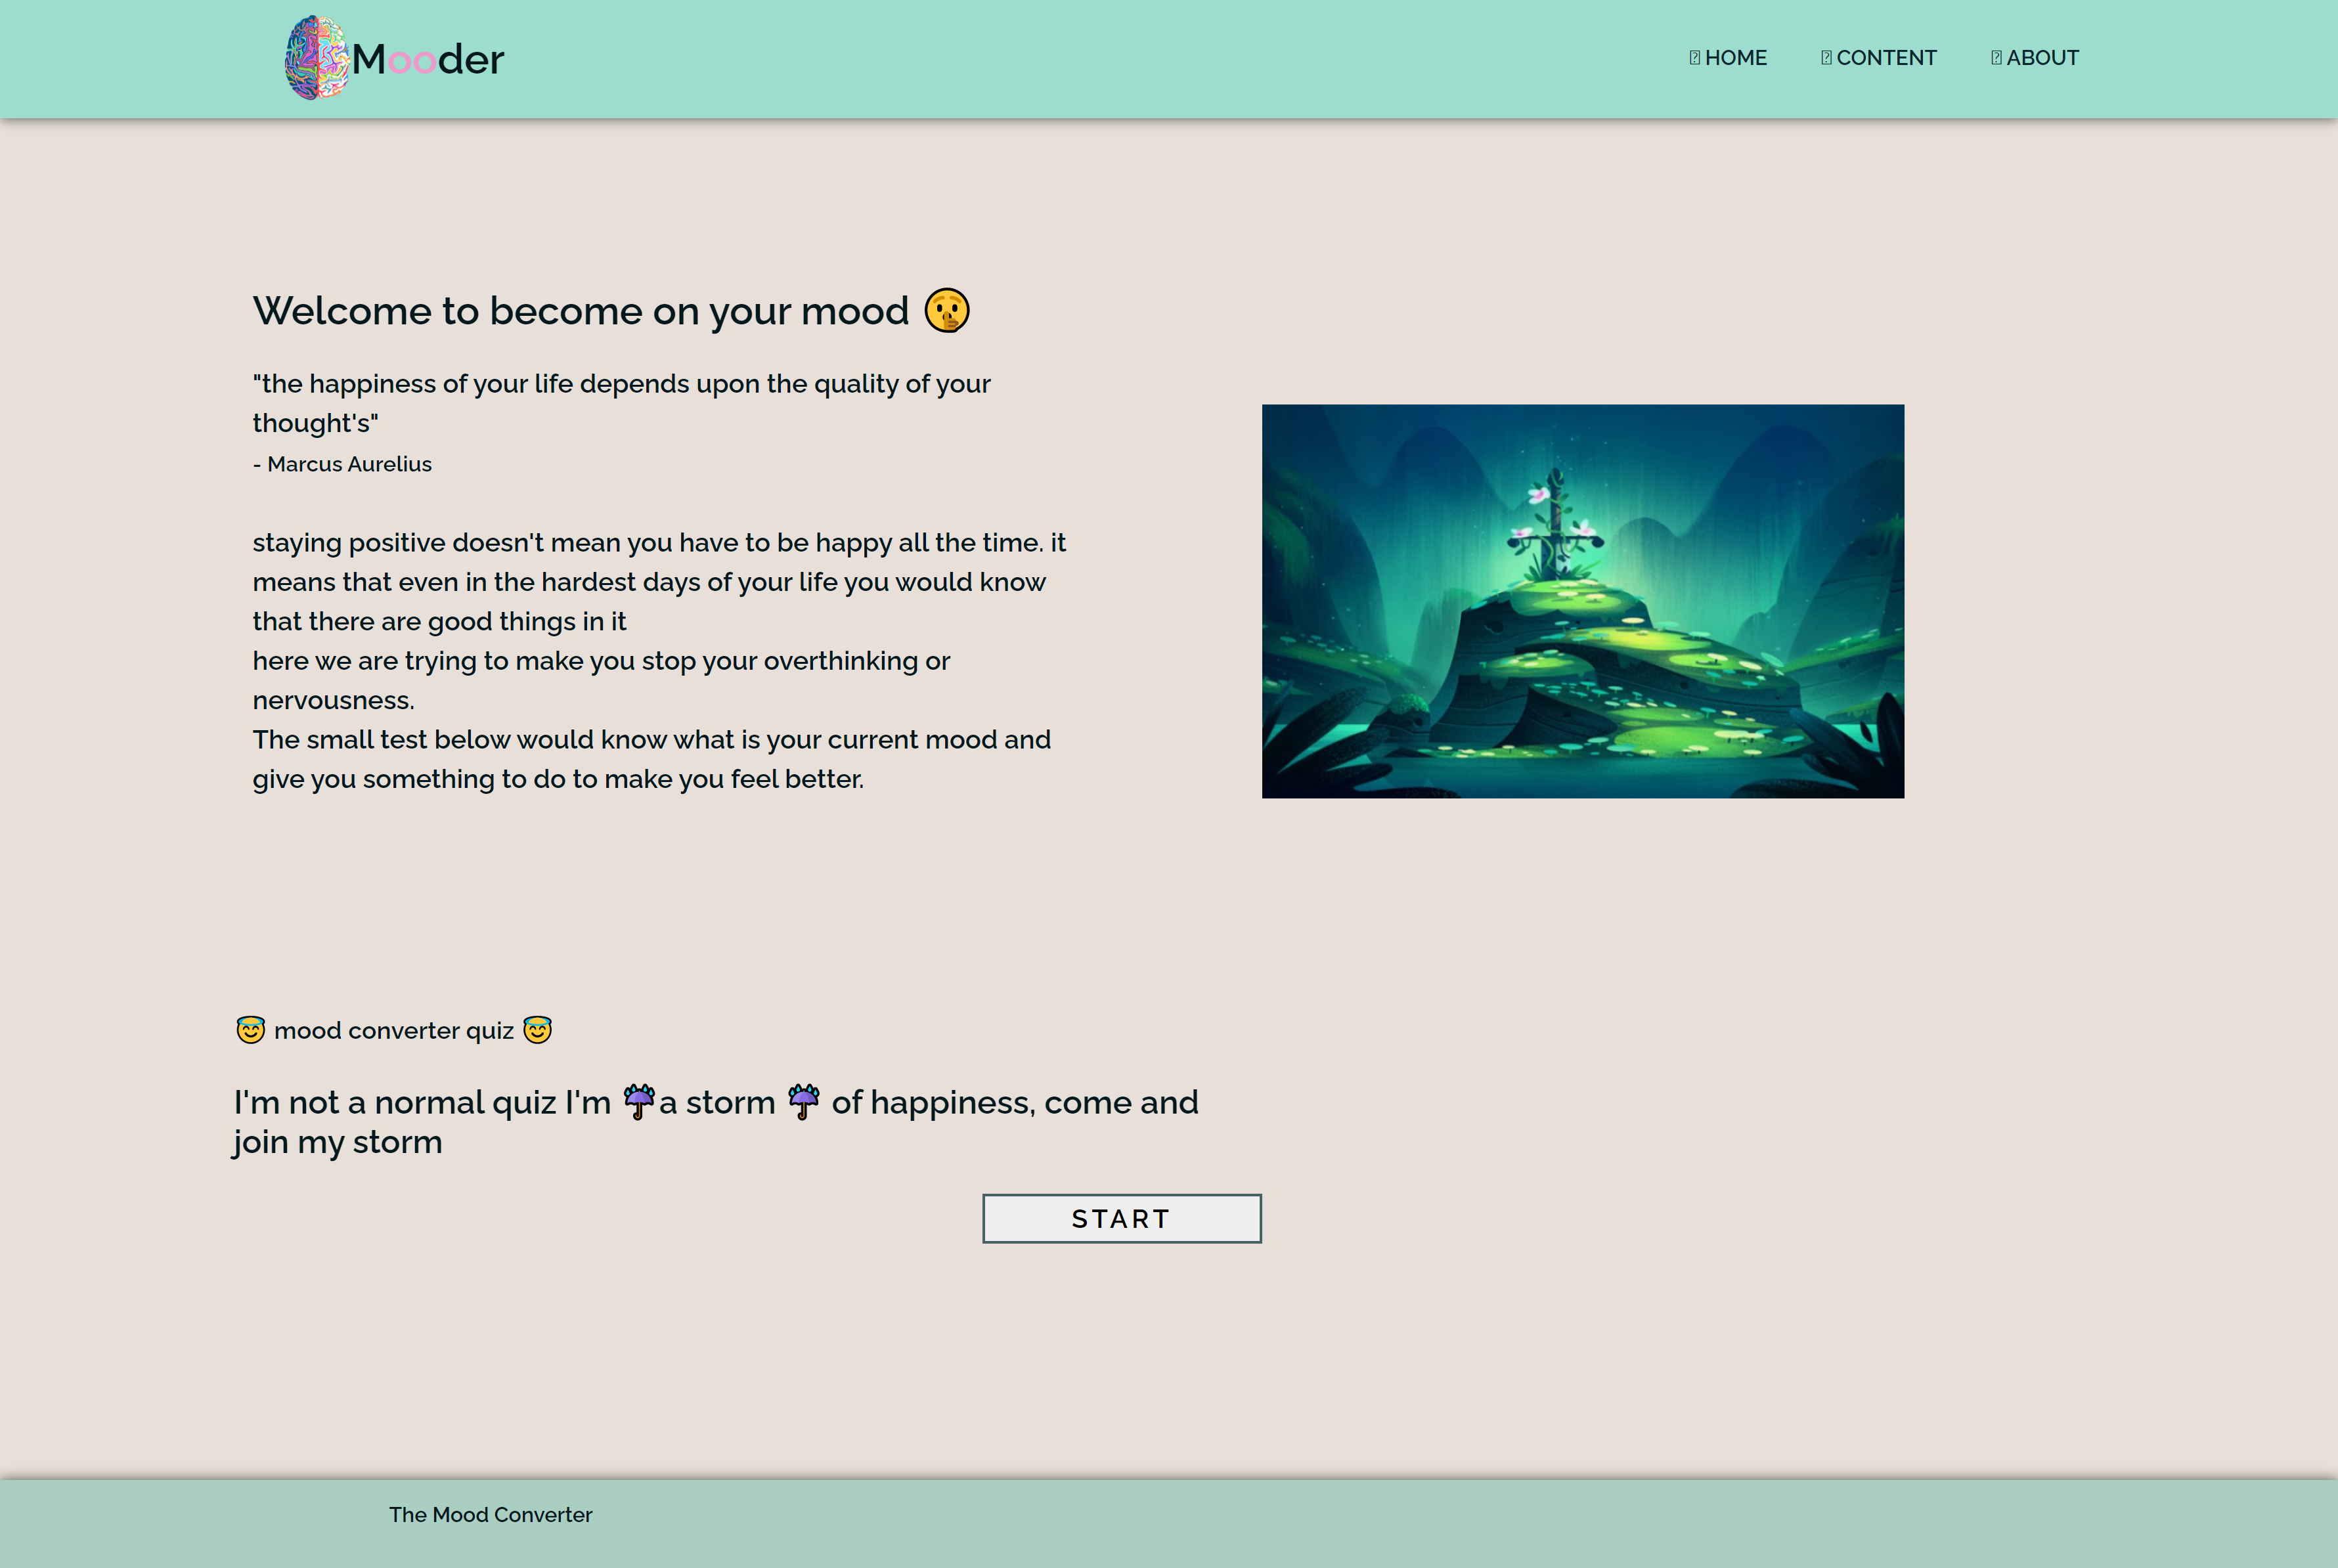 Mooder
HOME
CONTENT
ABOUT
Welcome to become on your mood 🤫
"the happiness of your life depends upon the quality of your
thought's"
- Marcus Aurelius
staying positive doesn't mean you have to be happy all the time. it
means that even in the hardest days of your life you would know
that there are good things in it
here we are trying to make you stop your overthinking or
nervousness.
The small test below would know what is your current mood and
give you something to do to make you feel better.
😇 mood converter quiz 😇
I'm not a normal quiz I'm ☔a storm ☔ of happiness, come and
join my storm
START
The Mood Converter